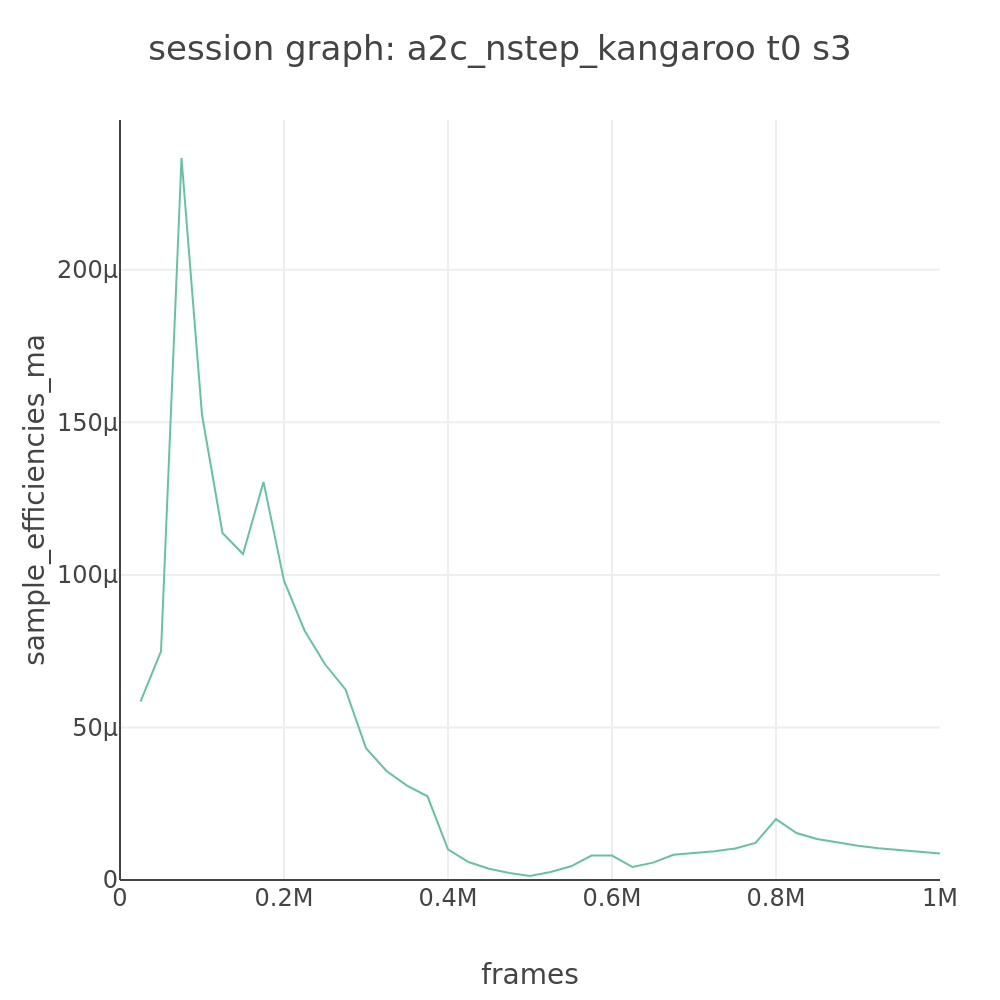 session graph: a2c_nstep_kangaroo t0 s3
sample_efficiencies_ma
200μ
150μ
100μ
50μ
0
0 0.2M 0.4M 0.6M 0.8M 1M
frames